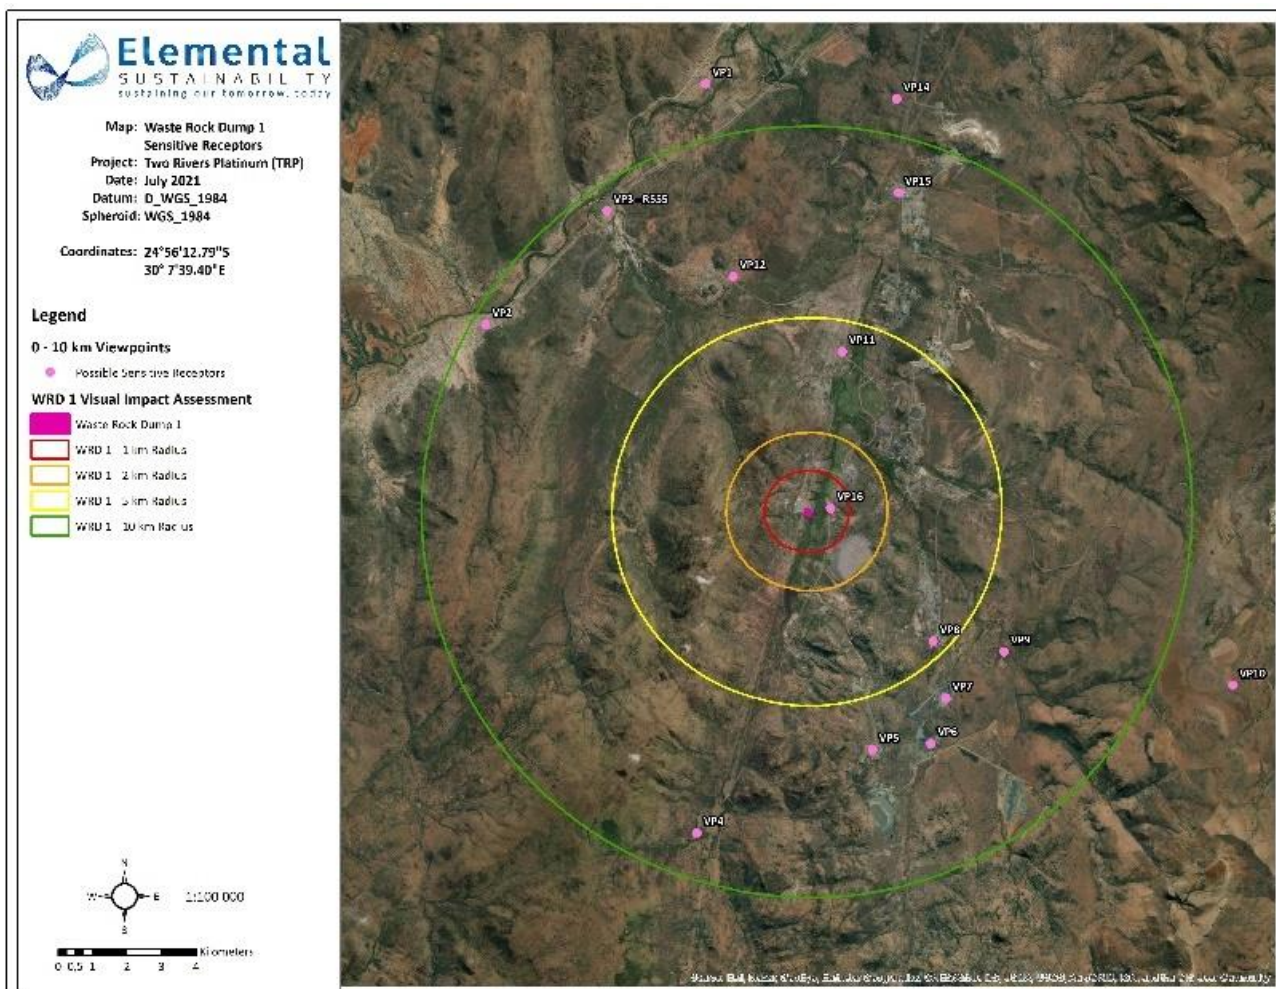 Elemental
SUSTAINABILITY
sustaining our tomorrow, today
Map: Waste Rock Dump 1
Sensitive Receptors
Project: Two Rivers Platinum (TRP)
Date: July 2021
Datum: D_WGS_1984
Spheroid: WGS_1984
Coordinates: 24°56'12.79"S
30° 7'39.40"E
Legend
0 - 10 km Viewpoints
Possible Sensitive Receptors
WRD 1 Visual Impact Assessment
Waste Rock Dump 1
WRD 1 - 1 km Radius
WRD 1 - 2 km Radius
WRD 1 - 5 km Radius
WRD 1 - 10 km Radius
N
W E
S
1:100 000
Kilometers
0 0,5 1 2 3 4
VP1
VP14
VP15
VP3 - R555
VP12
VP2
VP11
VP16
VP8
VP9
VP10
VP7
VP5
VP6
VP4